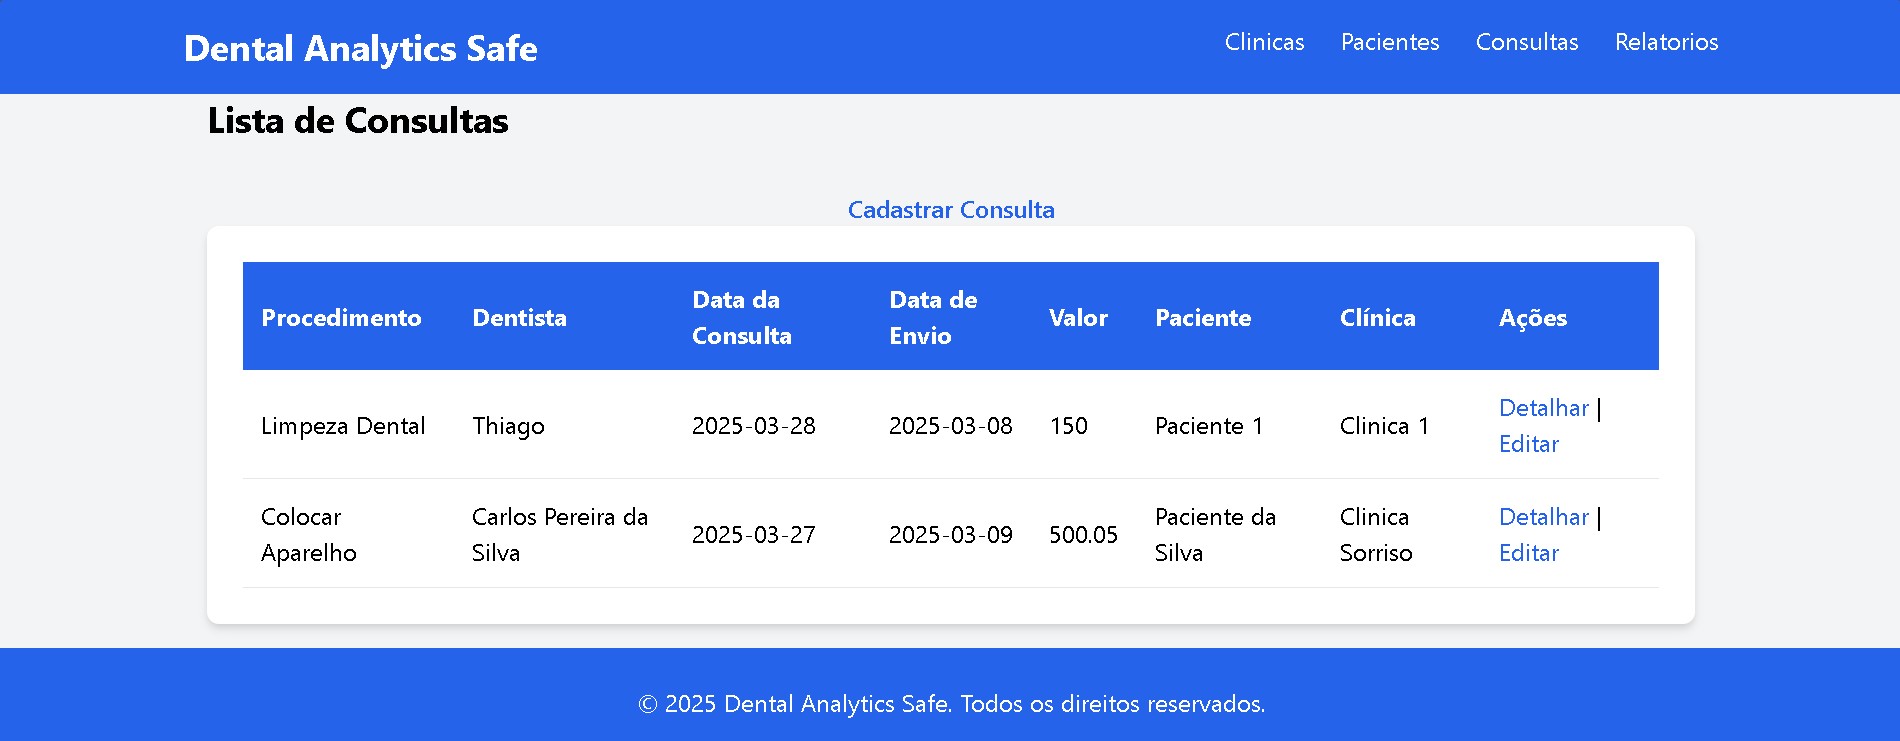 Dental Analytics Safe
Clinicas Pacientes Consultas Relatorios
Lista de Consultas
Cadastrar Consulta
Procedimento Dentista Data da Consulta Data de Envio Valor Paciente Clínica Ações
Limpeza Dental Thiago 2025-03-28 2025-03-08 150 Paciente 1 Clinica 1 Detalhar | Editar
Colocar Aparelho Carlos Pereira da Silva 2025-03-27 2025-03-09 500.05 Paciente da Silva Clinica Sorriso Detalhar | Editar
© 2025 Dental Analytics Safe. Todos os direitos reservados.